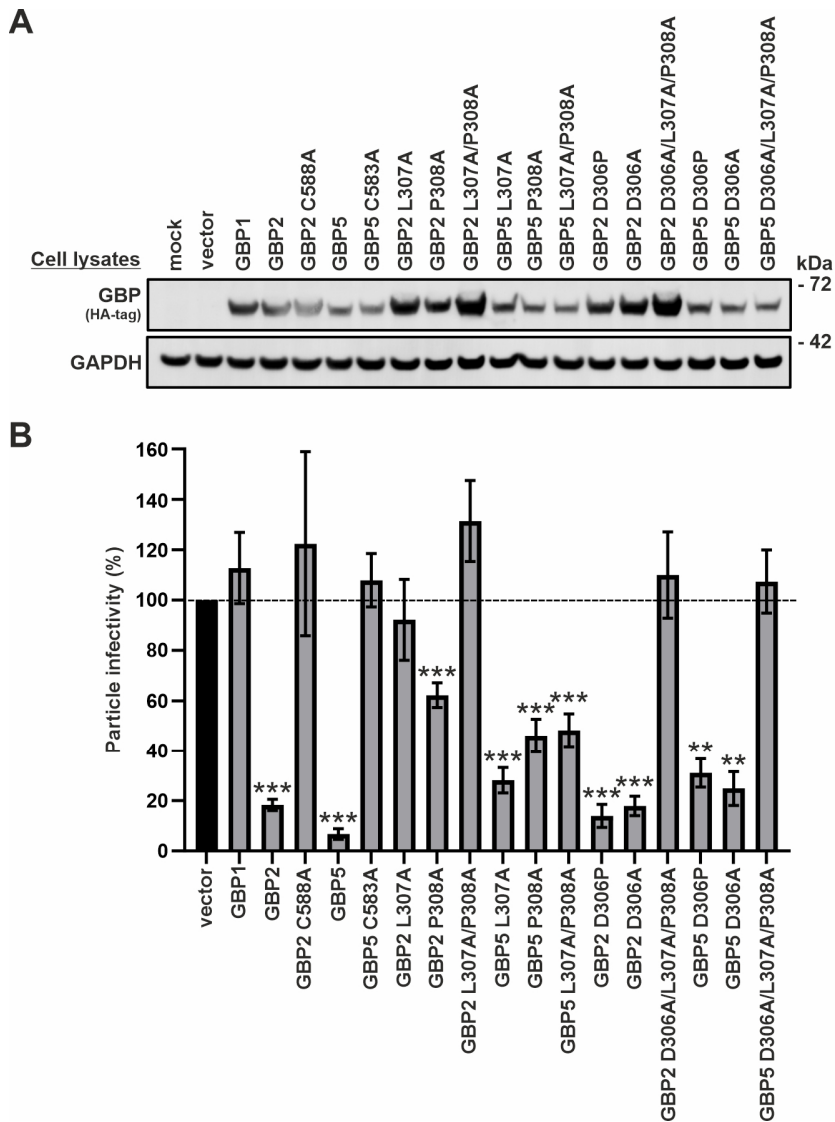 A
mock
vector
GBP1
GBP2
GBP2 C588A
GBP5
GBP5 C583A
GBP2 L307A
GBP2 P308A
GBP2 L307A/P308A
GBP5 L307A
GBP5 P308A
GBP5 L307A/P308A
GBP2 D306P
GBP2 D306A
GBP2 D306A/L307A/P308A
GBP5 D306P
GBP5 D306A
GBP5 D306A/L307A/P308A
Cell lysates
kDa
GBP
(HA-tag)
- 72
GAPDH
- 42
B
Particle infectivity (%)
160
140
120
100
80
60
40
20
0
***
***
***
***
***
***
***
***
**
**
vector
GBP1
GBP2
GBP2 C588A
GBP5
GBP5 C583A
GBP2 L307A
GBP2 P308A
GBP2 L307A/P308A
GBP5 L307A
GBP5 P308A
GBP5 L307A/P308A
GBP2 D306P
GBP2 D306A
GBP2 D306A/L307A/P308A
GBP5 D306P
GBP5 D306A
GBP5 D306A/L307A/P308A